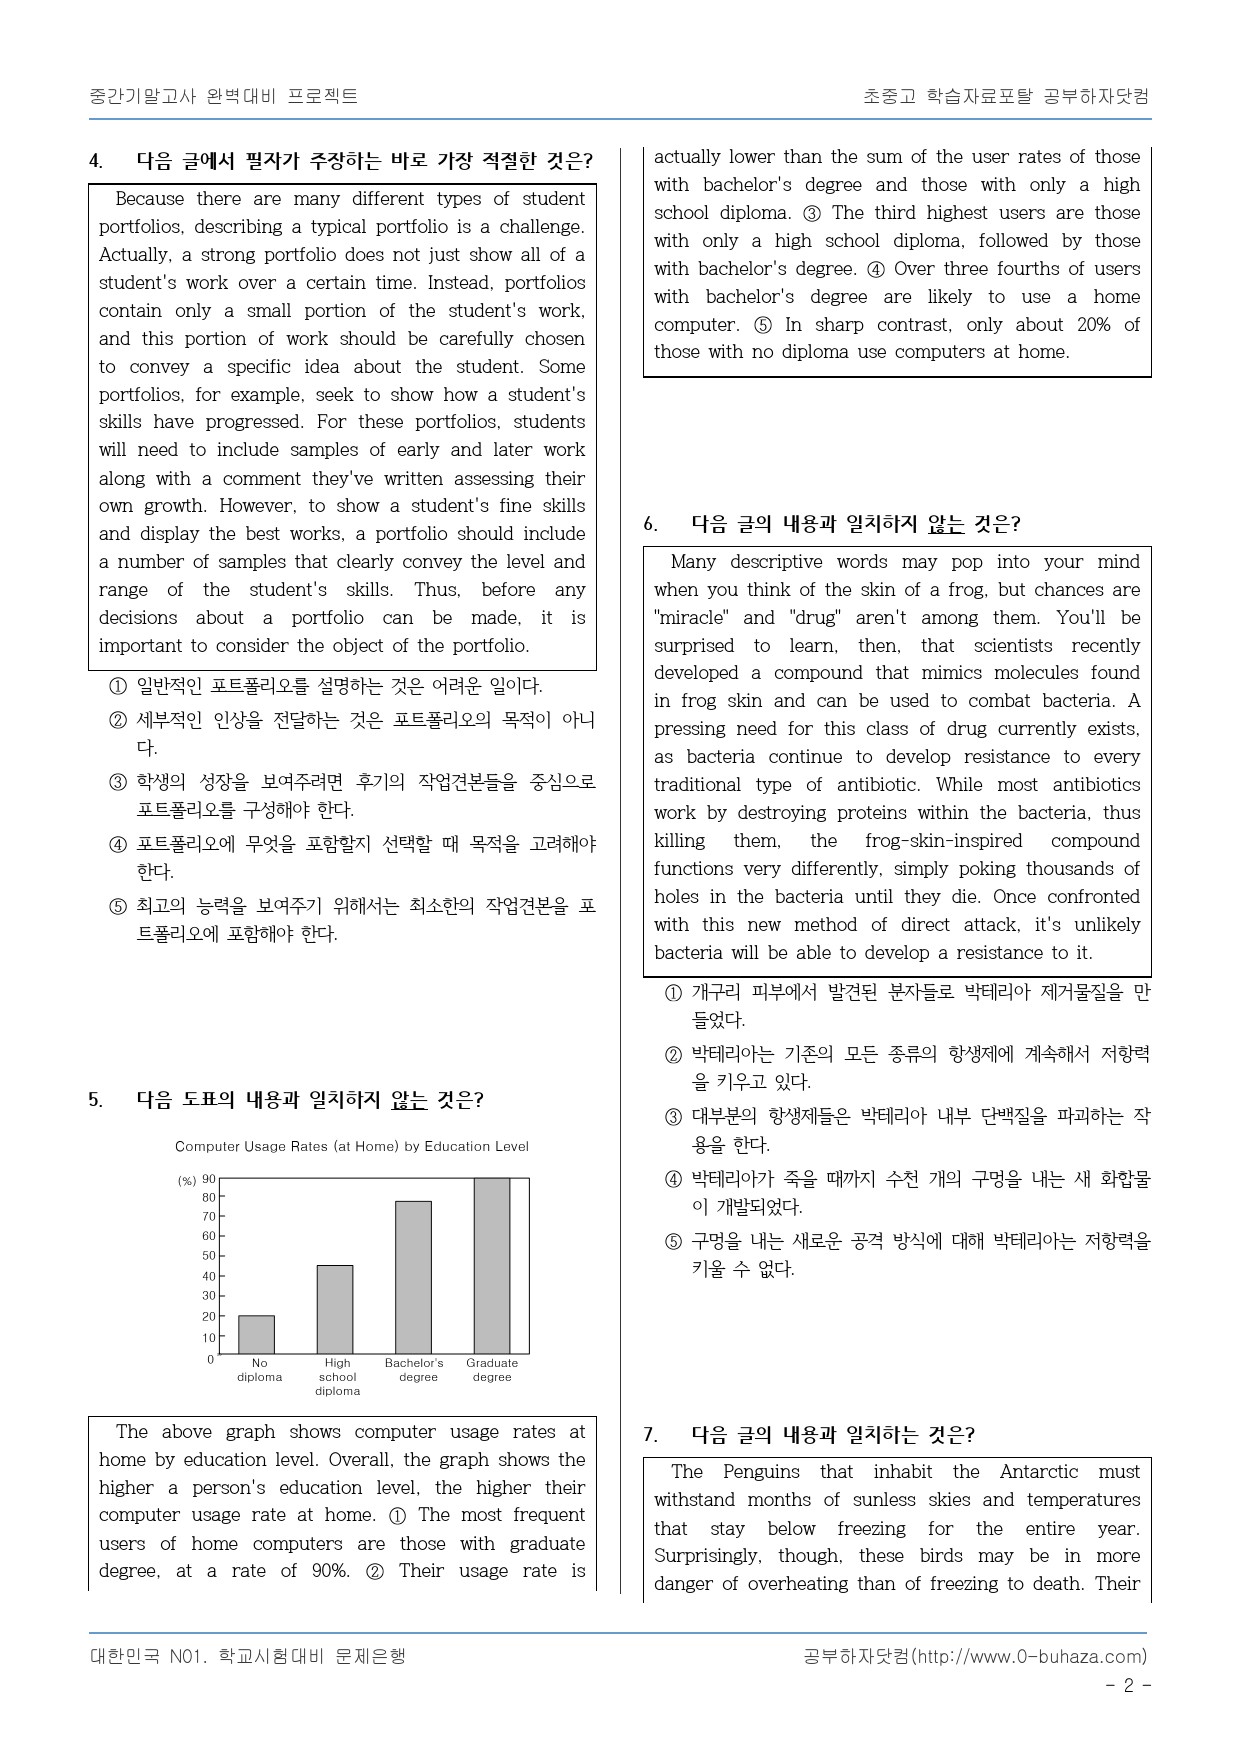 중간기말고사 완벽대비 프로젝트
초중고 학습자료포탈 공부하자닷컴
4. 다음 글에서 필자가 주장하는 바로 가장 적절한 것은?
Because there are many different types of student
portfolios, describing a typical portfolio is a challenge.
Actually, a strong portfolio does not just show all of a
student's work over a certain time. Instead, portfolios
contain only a small portion of the student's work,
and this portion of work should be carefully chosen
to convey a specific idea about the student. Some
portfolios, for example, seek to show how a student's
skills have progressed. For these portfolios, students
will need to include samples of early and later work
along with a comment they've written assessing their
own growth. However, to show a student's fine skills
and display the best works, a portfolio should include
a number of samples that clearly convey the level and
range of the student's skills. Thus, before any
decisions about a portfolio can be made, it is
important to consider the object of the portfolio.
① 일반적인 포트폴리오를 설명하는 것은 어려운 일이다.
② 세부적인 인상을 전달하는 것은 포트폴리오의 목적이 아니
다.
③ 학생의 성장을 보여주려면 후기의 작업견본들을 중심으로
포트폴리오를 구성해야 한다.
④ 포트폴리오에 무엇을 포함할지 선택할 때 목적을 고려해야
한다.
⑤ 최고의 능력을 보여주기 위해서는 최소한의 작업견본을 포
트폴리오에 포함해야 한다.
5. 다음 도표의 내용과 일치하지 않는 것은?
Computer Usage Rates (at Home) by Education Level
(%) 90
80
70
60
50
40
30
20
10
0
No
diploma
High
school
diploma
Bachelor's
degree
Graduate
degree
The above graph shows computer usage rates at
home by education level. Overall, the graph shows the
higher a person's education level, the higher their
computer usage rate at home. ① The most frequent
users of home computers are those with graduate
degree, at a rate of 90%. ② Their usage rate is
actually lower than the sum of the user rates of those
with bachelor's degree and those with only a high
school diploma. ③ The third highest users are those
with only a high school diploma, followed by those
with bachelor's degree. ④ Over three fourths of users
with bachelor's degree are likely to use a home
computer. ⑤ In sharp contrast, only about 20% of
those with no diploma use computers at home.
6. 다음 글의 내용과 일치하지 않는 것은?
Many descriptive words may pop into your mind
when you think of the skin of a frog, but chances are
"miracle" and "drug" aren't among them. You'll be
surprised to learn, then, that scientists recently
developed a compound that mimics molecules found
in frog skin and can be used to combat bacteria. A
pressing need for this class of drug currently exists,
as bacteria continue to develop resistance to every
traditional type of antibiotic. While most antibiotics
work by destroying proteins within the bacteria, thus
killing them, the frog-skin-inspired compound
functions very differently, simply poking thousands of
holes in the bacteria until they die. Once confronted
with this new method of direct attack, it's unlikely
bacteria will be able to develop a resistance to it.
① 개구리 피부에서 발견된 분자들로 박테리아 제거물질을 만
들었다.
② 박테리아는 기존의 모든 종류의 항생제에 계속해서 저항력
을 키우고 있다.
③ 대부분의 항생제들은 박테리아 내부 단백질을 파괴하는 작
용을 한다.
④ 박테리아가 죽을 때까지 수천 개의 구멍을 내는 새 화합물
이 개발되었다.
⑤ 구멍을 내는 새로운 공격 방식에 대해 박테리아는 저항력을
키울 수 없다.
7. 다음 글의 내용과 일치하는 것은?
The Penguins that inhabit the Antarctic must
withstand months of sunless skies and temperatures
that stay below freezing for the entire year.
Surprisingly, though, these birds may be in more
danger of overheating than of freezing to death. Their
대한민국 N01. 학교시험대비 문제은행
공부하자닷컴(http://www.0-buhaza.com)
- 2 -